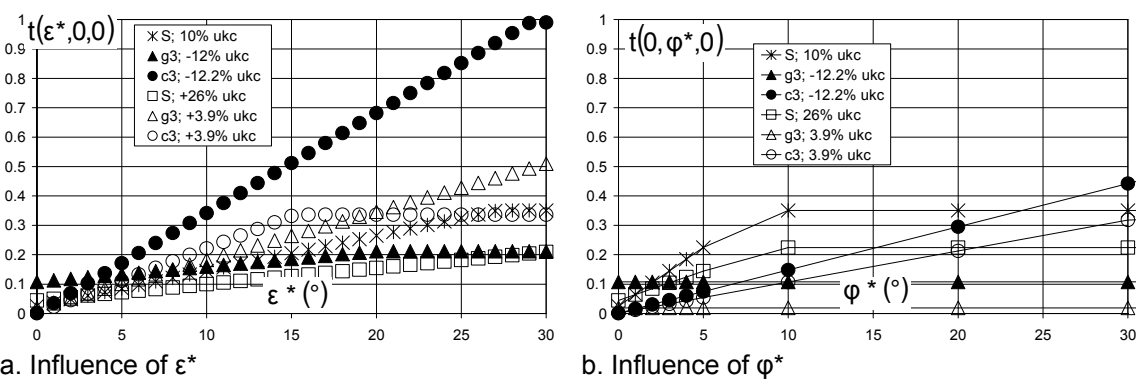 t(ε*,0,0)
S; 10% ukc
g3; -12% ukc
c3; -12.2% ukc
S; +26% ukc
g3; +3.9% ukc
c3; +3.9% ukc
1
0.9
0.8
0.7
0.6
0.5
0.4
0.3
0.2
0.1
0
0 5 10 15 20 25 30
ε * (°)
a. Influence of ε*
t(0,φ*,0)
S; 10% ukc
g3; -12.2% ukc
c3; -12.2% ukc
S; 26% ukc
g3; 3.9% ukc
c3; 3.9% ukc
1
0.9
0.8
0.7
0.6
0.5
0.4
0.3
0.2
0.1
0
0 5 10 15 20 25 30
φ * (°)
b. Influence of φ*